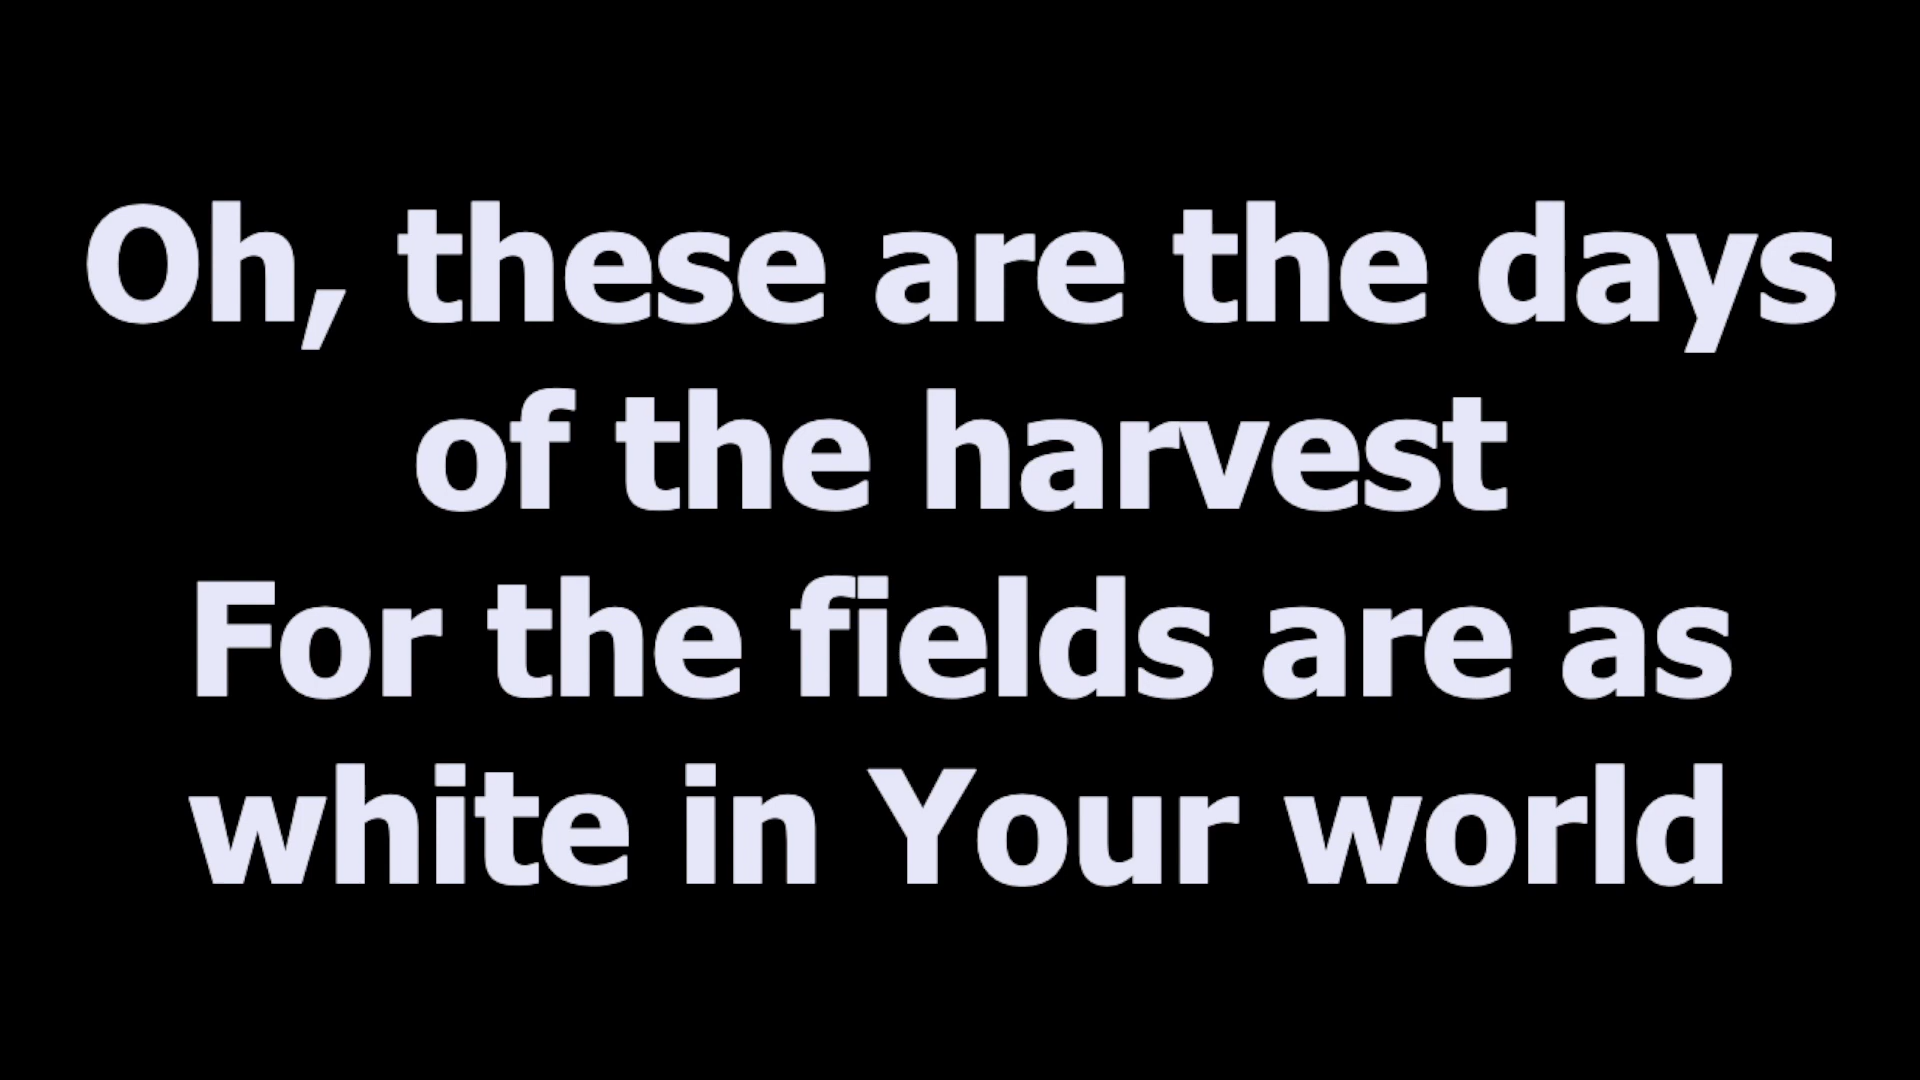 Oh, these are the days
of the harvest
For the fields are as
white in Your world